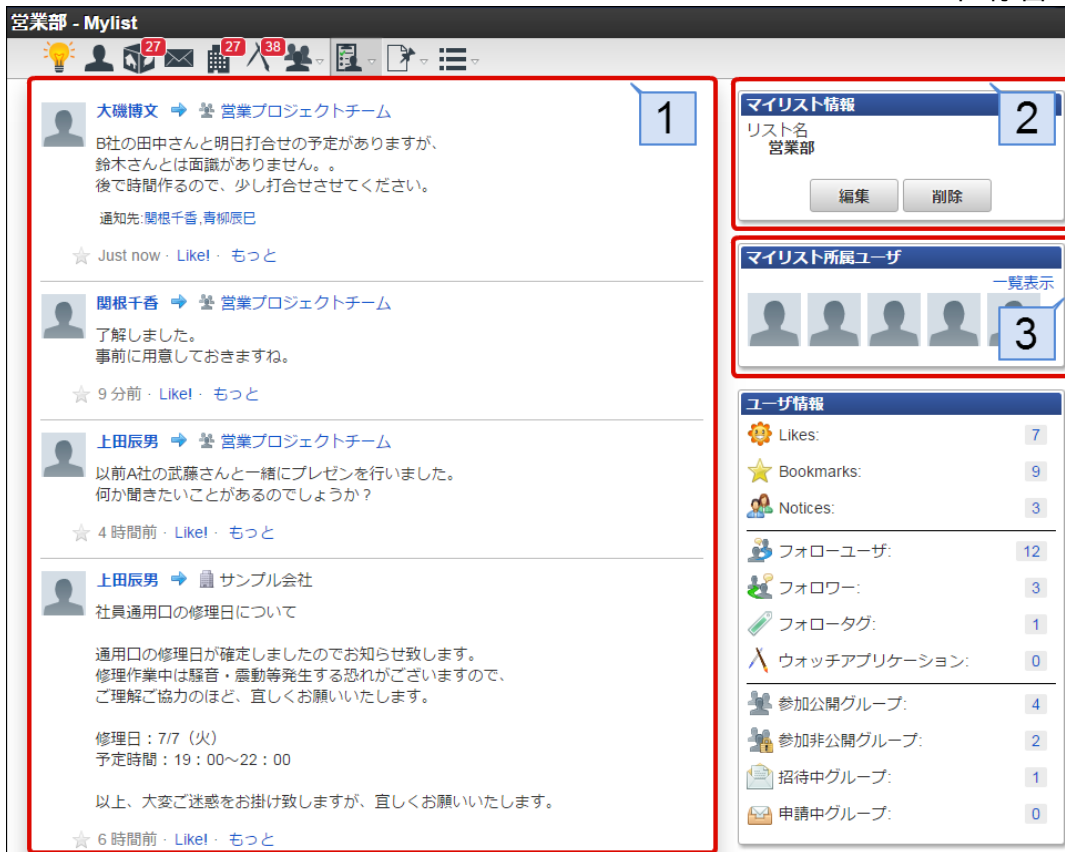 営業部 - Mylist
27
27
38
1
大磯博文 営業プロジェクトチーム
B社の田中さんと明日打合せの予定がありますが、
鈴木さんとは面識がありません。。
後で時間作るので、少し打合せさせてください。
通知先:関根千香,青柳辰巳
Just now · Like! · もっと
関根千香 営業プロジェクトチーム
了解しました。
事前に用意しておきますね。
9 分前 · Like! · もっと
上田辰男 営業プロジェクトチーム
以前A社の武藤さんと一緒にプレゼンを行いました。
何か聞きたいことがあるのでしょうか？
4 時間前 · Like! · もっと
上田辰男 サンプル会社
社員通用口の修理日について
通用口の修理日が確定しましたのでお知らせ致します。
修理作業中は騒音・震動等発生する恐れがございますので、
ご理解ご協力のほど、宜しくお願いいたします。
修理日：7/7（火）
予定時間：19：00～22：00
以上、大変ご迷惑をお掛け致しますが、宜しくお願いいたします。
6 時間前 · Like! · もっと
マイリスト情報
2
リスト名
営業部
編集 削除
マイリスト所属ユーザ
一覧表示
3
ユーザ情報
Likes: 7
Bookmarks: 9
Notices: 3
フォローユーザ: 12
フォロワー: 3
フォロータグ: 1
ウォッチアプリケーション: 0
参加公開グループ: 4
参加非公開グループ: 2
招待中グループ: 1
申請中グループ: 0